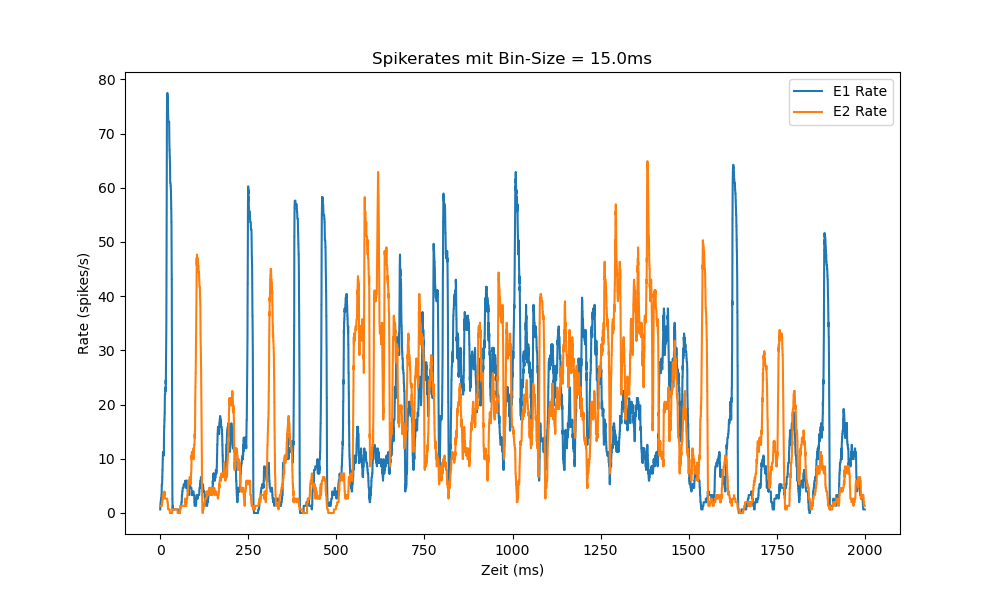 Spikerates mit Bin-Size = 15.0ms
E1 Rate
E2 Rate
80
70
60
50
40
30
20
10
0
Rate (spikes/s)
0 250 500 750 1000 1250 1500 1750 2000
Zeit (ms)